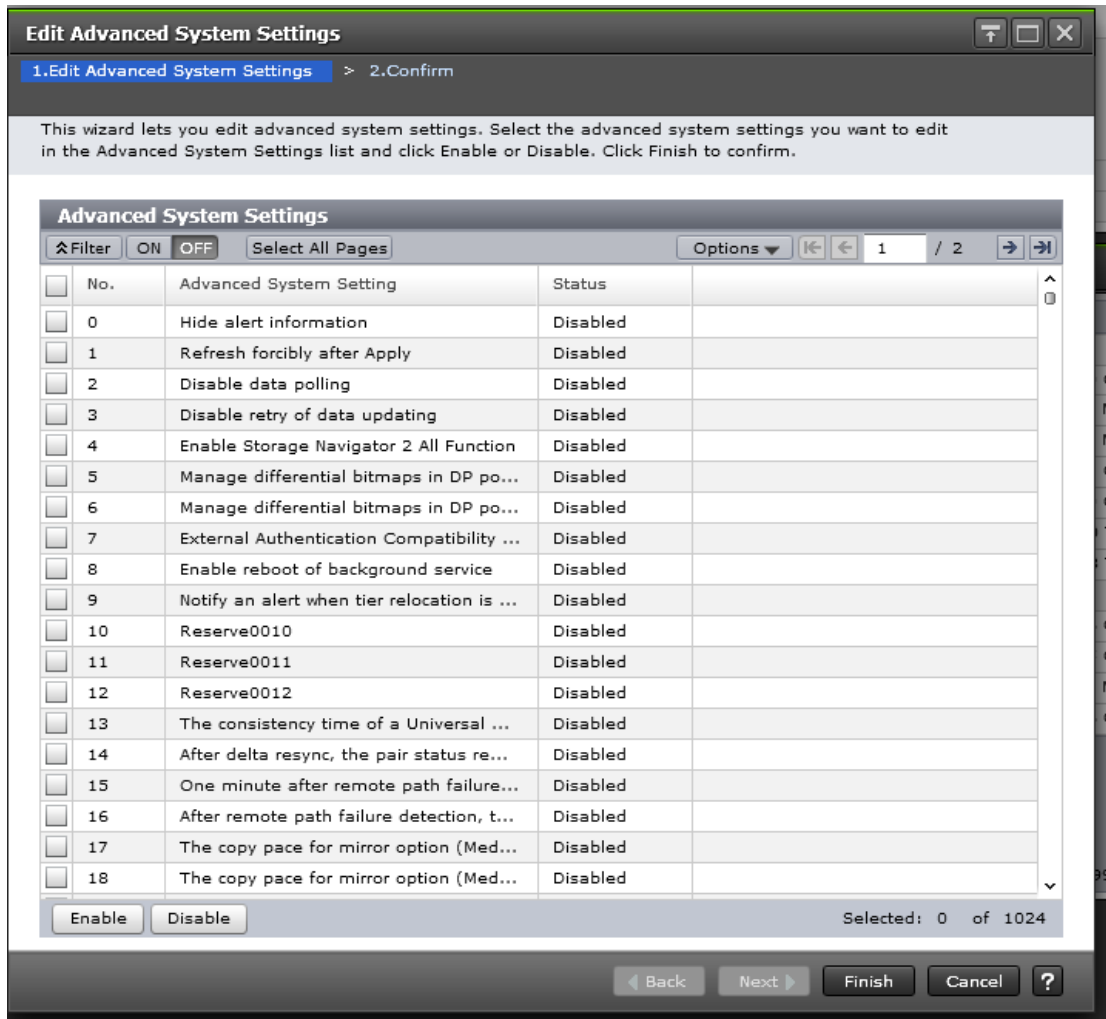 Edit Advanced System Settings
1.Edit Advanced System Settings > 2.Confirm
This wizard lets you edit advanced system settings. Select the advanced system settings you want to edit
in the Advanced System Settings list and click Enable or Disable. Click Finish to confirm.
Advanced System Settings
Filter ON OFF Select All Pages Options 1 / 2
No. Advanced System Setting Status
0 Hide alert information Disabled
1 Refresh forcibly after Apply Disabled
2 Disable data polling Disabled
3 Disable retry of data updating Disabled
4 Enable Storage Navigator 2 All Function Disabled
5 Manage differential bitmaps in DP po... Disabled
6 Manage differential bitmaps in DP po... Disabled
7 External Authentication Compatibility ... Disabled
8 Enable reboot of background service Disabled
9 Notify an alert when tier relocation is ... Disabled
10 Reserve0010 Disabled
11 Reserve0011 Disabled
12 Reserve0012 Disabled
13 The consistency time of a Universal ... Disabled
14 After delta resync, the pair status re... Disabled
15 One minute after remote path failure... Disabled
16 After remote path failure detection, t... Disabled
17 The copy pace for mirror option (Med... Disabled
18 The copy pace for mirror option (Med... Disabled
Enable Disable Selected: 0 of 1024
Back Next Finish Cancel ?